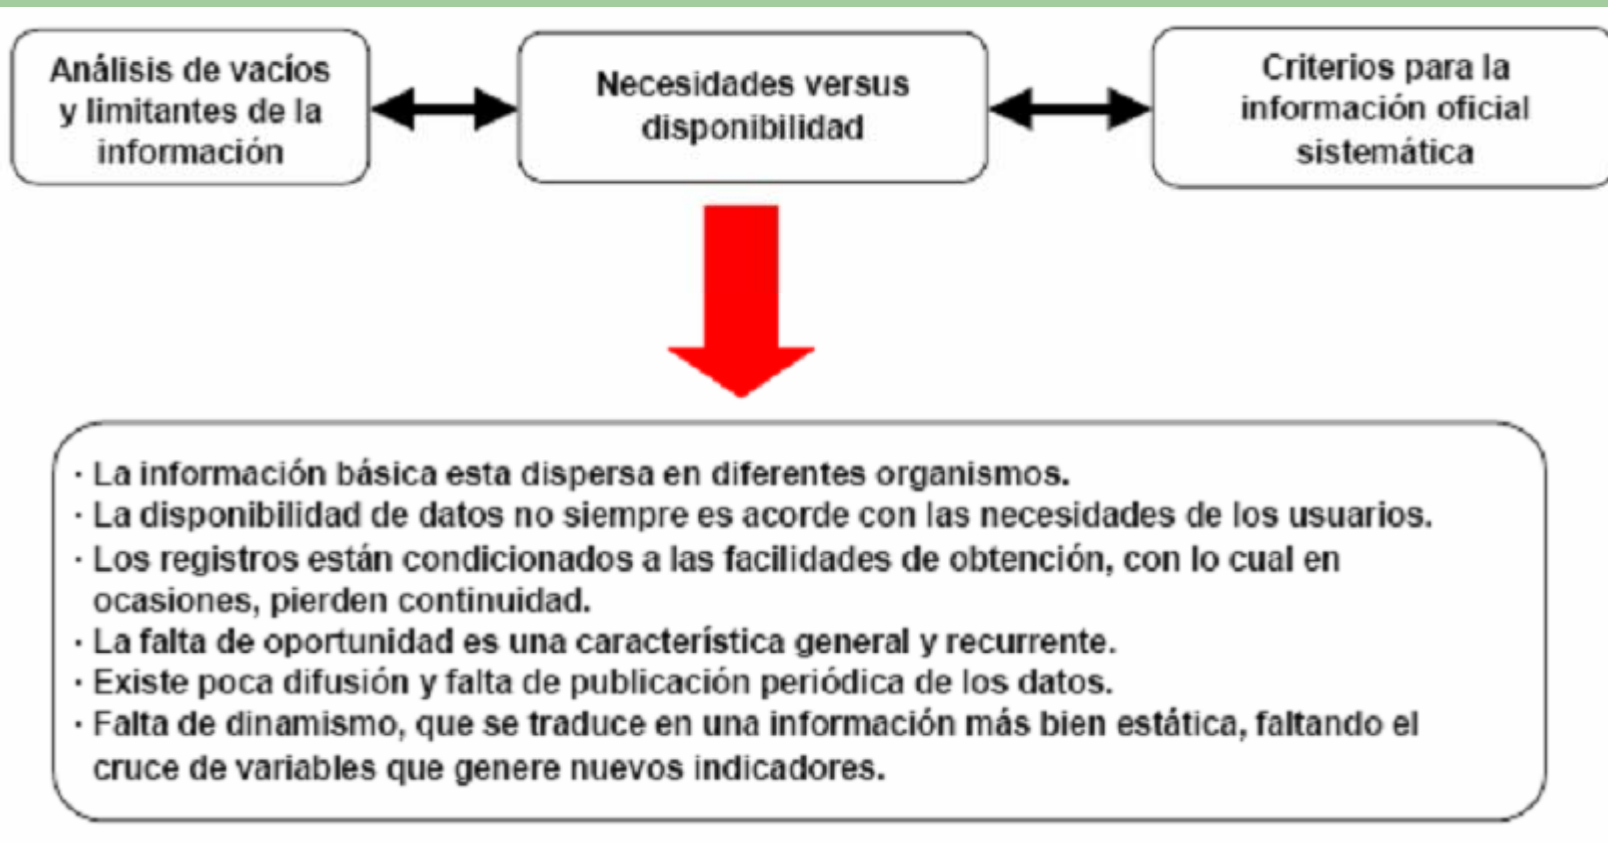 Análisis de vacíos
y limitantes de la
información
Necesidades versus
disponibilidad
Criterios para la
información oficial
sistemática
· La información básica esta dispersa en diferentes organismos.
· La disponibilidad de datos no siempre es acorde con las necesidades de los usuarios.
· Los registros están condicionados a las facilidades de obtención, con lo cual en
ocasiones, pierden continuidad.
· La falta de oportunidad es una característica general y recurrente.
· Existe poca difusión y falta de publicación periódica de los datos.
· Falta de dinamismo, que se traduce en una información más bien estática, faltando el
cruce de variables que genere nuevos indicadores.